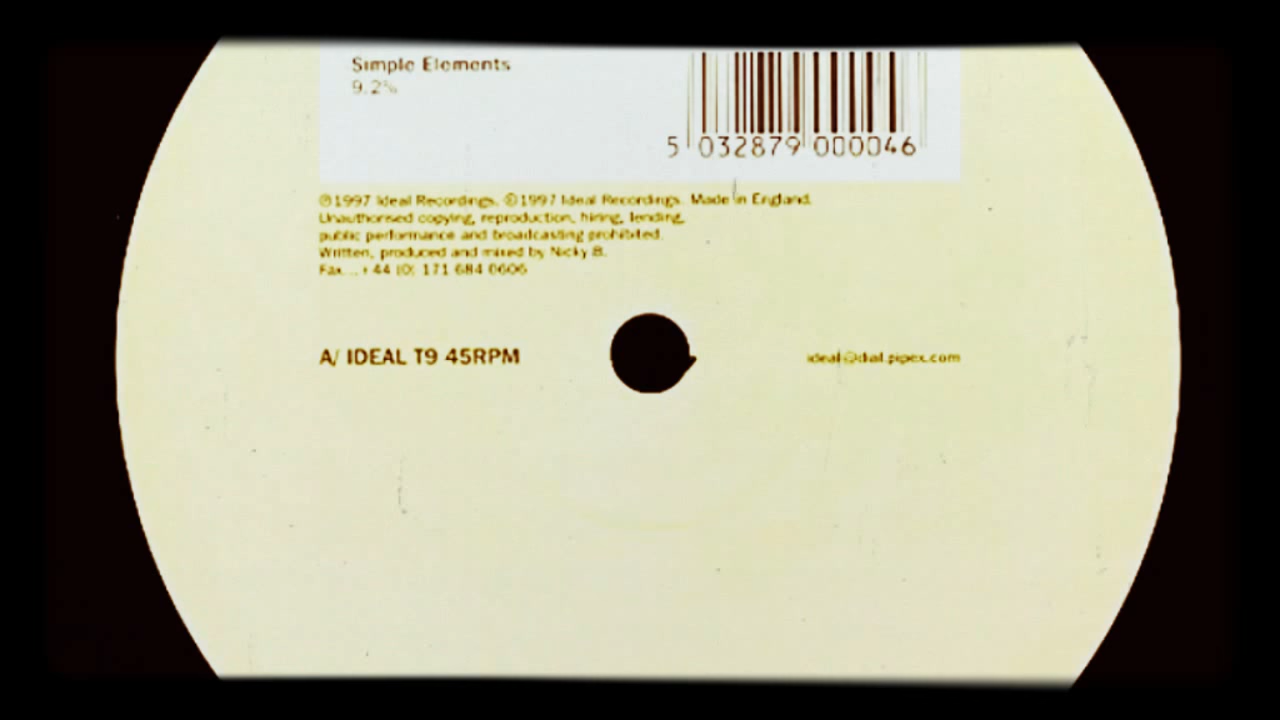 Simple Elements
9.2%
5 032879 000046
℗1997 Ideal Recordings. ©1997 Ideal Recordings. Made in England.
Unauthorised copying, reproduction, hiring, lending,
public performance and broadcasting prohibited.
Written, produced and mixed by Nicky B.
Fax... +44 (0) 171 684 0606
A/ IDEAL T9 45RPM
ideal@dial.pipex.com